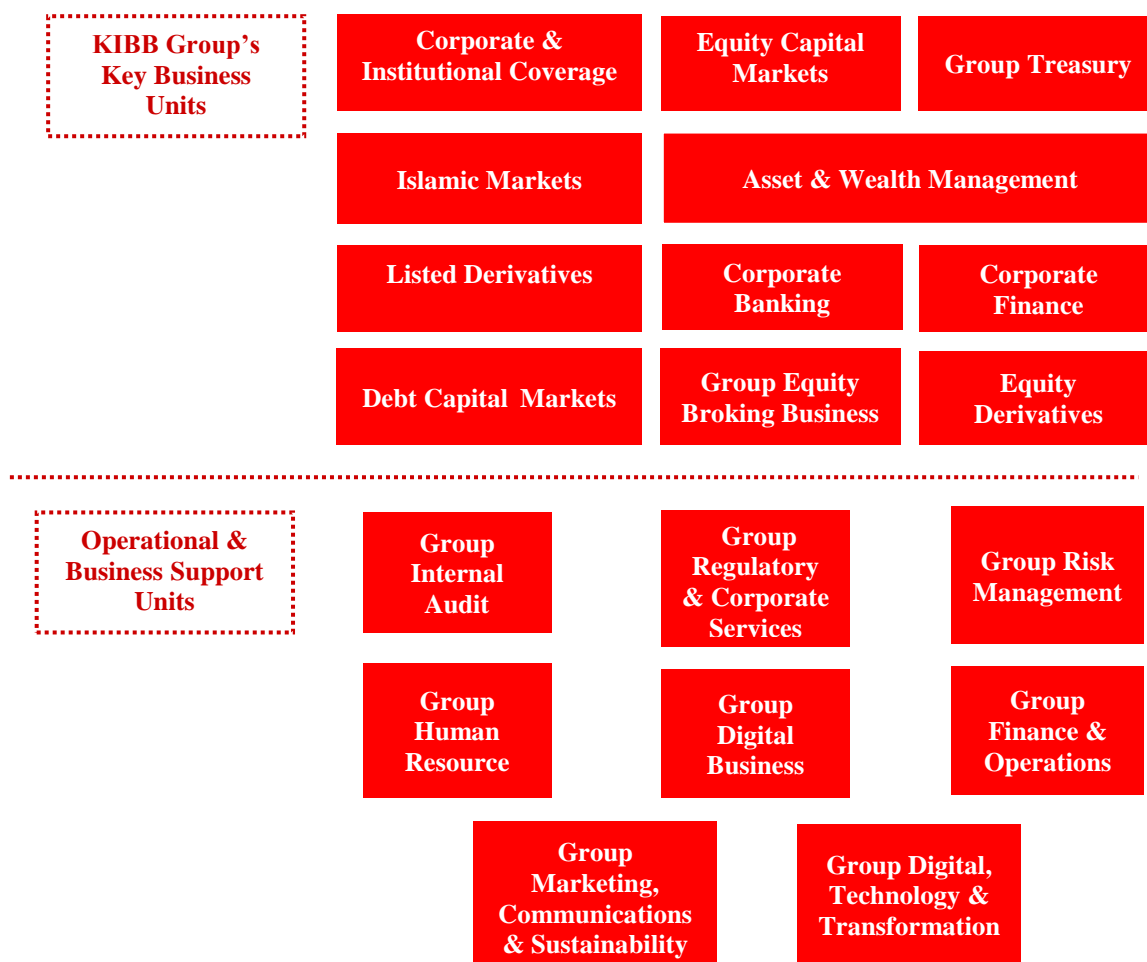 KIBB Group’s
Key Business
Units
Corporate &
Institutional Coverage
Equity Capital
Markets
Group Treasury
Islamic Markets
Asset & Wealth Management
Listed Derivatives
Corporate
Banking
Corporate
Finance
Debt Capital Markets
Group Equity
Broking Business
Equity
Derivatives
Operational &
Business Support
Units
Group
Internal
Audit
Group
Regulatory
& Corporate
Services
Group Risk
Management
Group
Human
Resource
Group
Digital
Business
Group
Finance &
Operations
Group
Marketing,
Communications
& Sustainability
Group Digital,
Technology &
Transformation